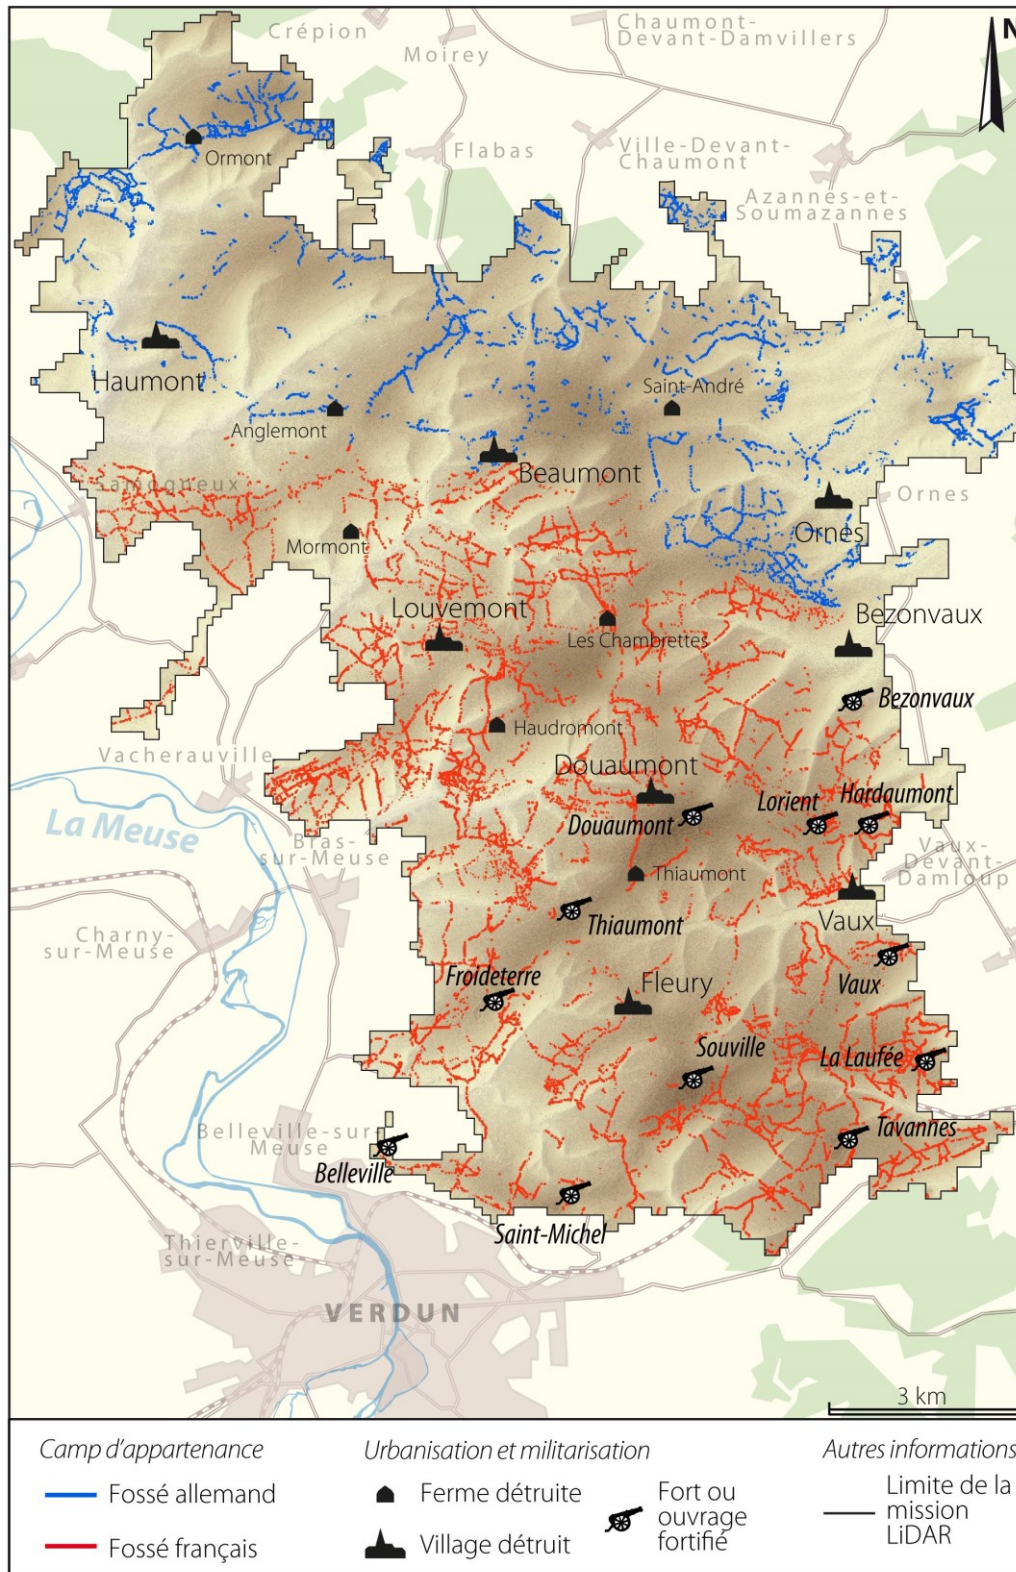 Crépion
Moirey
Chaumont-
Devant-Damvillers
N
Ormont
Flabas
Ville-Devant-
Chaumont
Azannes-et-
Soumazannes
Haumont
Saint-André
Anglemont
Beaumont
Samogneux
Ornes
Ornes
Mormont
Louvemont
Bezonvaux
Les Chambrettes
Bezonvaux
Haudromont
Vacherauville
Douaumont
Lorient
Hardaumont
Douaumont
La Meuse
Bras-
sur-Meuse
Vaux-
Devant-
Damloup
Thiaumont
Thiaumont
Vaux
Charny-
sur-Meuse
Froideterre
Fleury
Vaux
Souville
La Laufée
Tavannes
Belleville-sur-
Meuse
Belleville
Saint-Michel
Thierville-
sur-Meuse
VERDUN
3 km
Camp d'appartenance
Fossé allemand
Fossé français
Urbanisation et militarisation
Ferme détruite
Village détruit
Fort ou
ouvrage
fortifié
Autres informations
Limite de la
mission
LiDAR